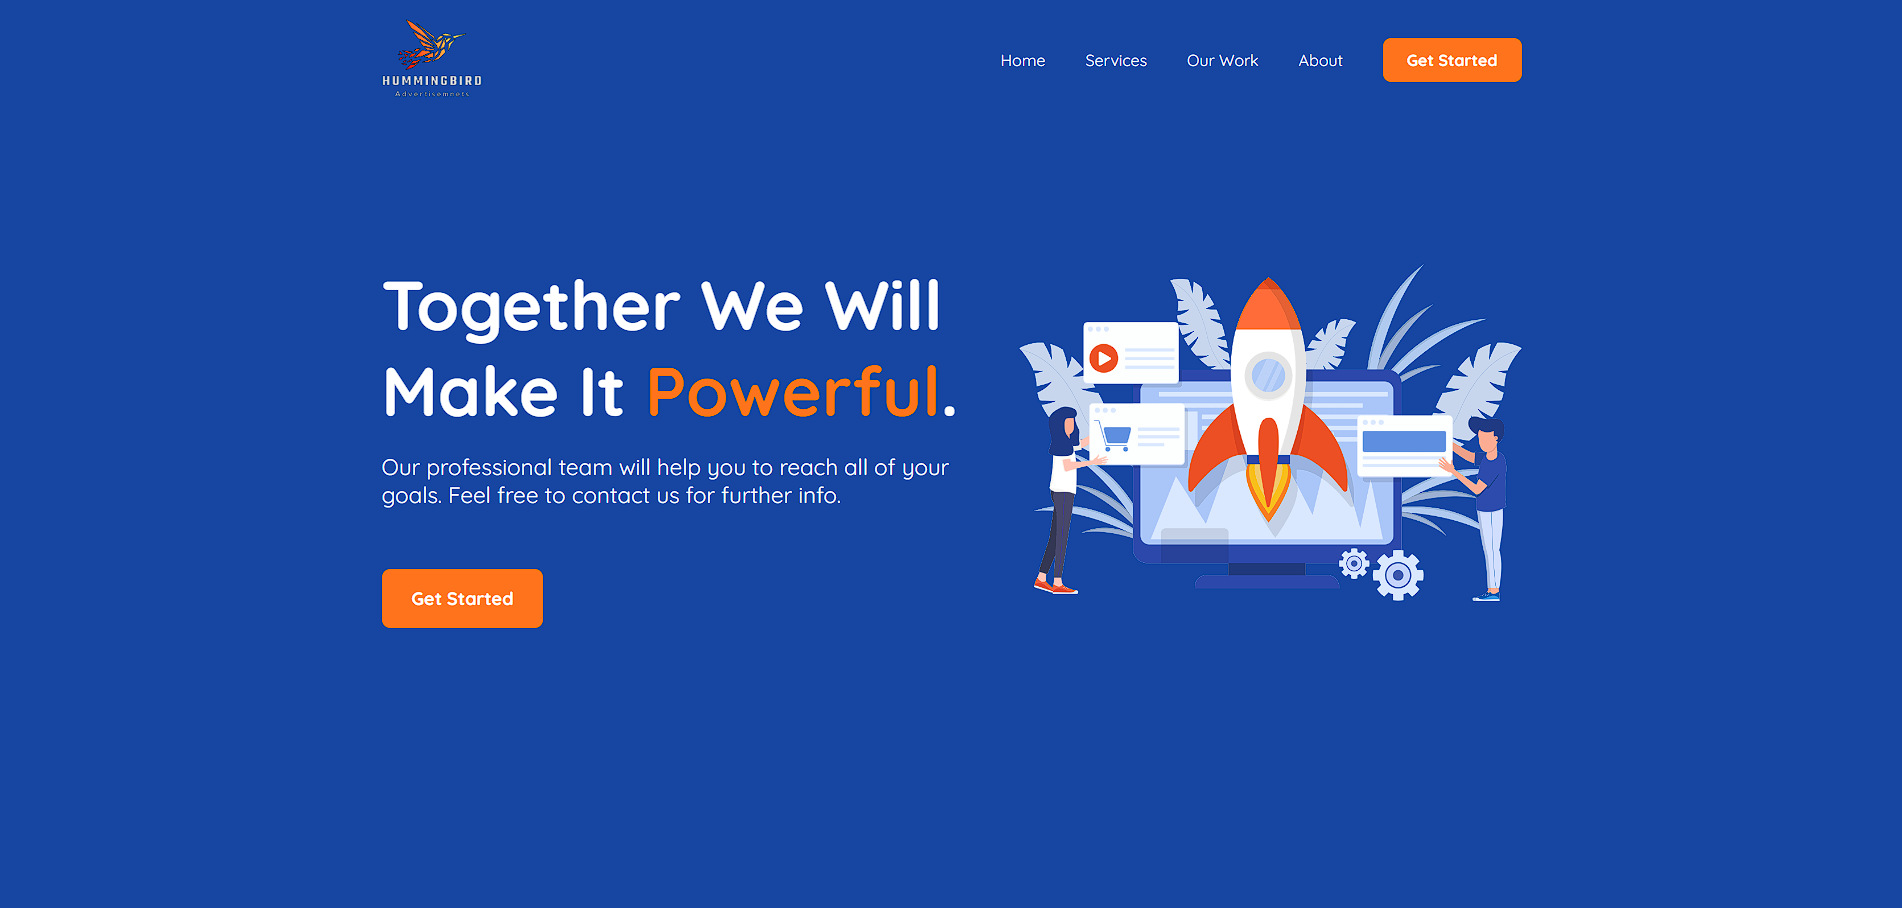 HUMMINGBIRD
Advertisemnets
Home
Services
Our Work
About
Get Started
Together We Will
Make It Powerful.
Our professional team will help you to reach all of your
goals. Feel free to contact us for further info.
Get Started